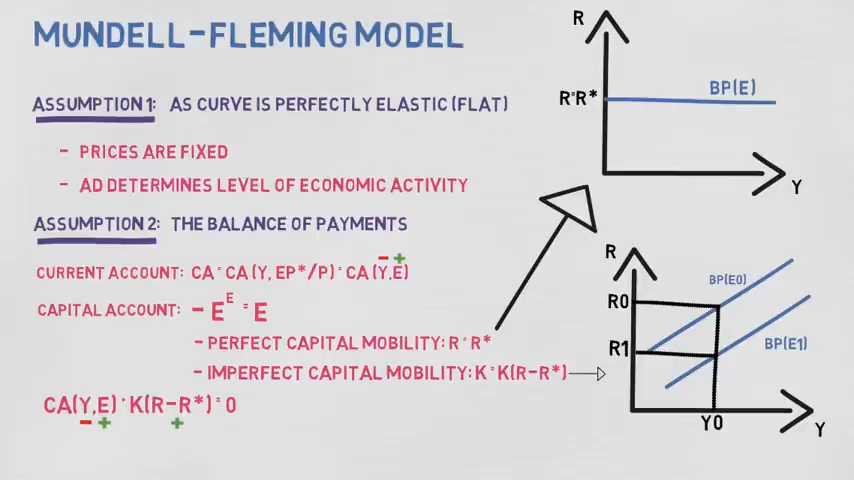 MUNDELL-FLEMING MODEL
ASSUMPTION 1: AS CURVE IS PERFECTLY ELASTIC (FLAT)
- PRICES ARE FIXED
- AD DETERMINES LEVEL OF ECONOMIC ACTIVITY
ASSUMPTION 2: THE BALANCE OF PAYMENTS
- +
CURRENT ACCOUNT: CA=CA(Y, EP*/P)=CA(Y,E)
CAPITAL ACCOUNT: - E^E = E
- PERFECT CAPITAL MOBILITY: R=R*
- IMPERFECT CAPITAL MOBILITY: K=K(R-R*)
CA(Y,E)+K(R-R*)=0
- + +
R
R=R*
BP(E)
Y
R
R0
BP(E0)
R1
BP(E1)
Y0
Y